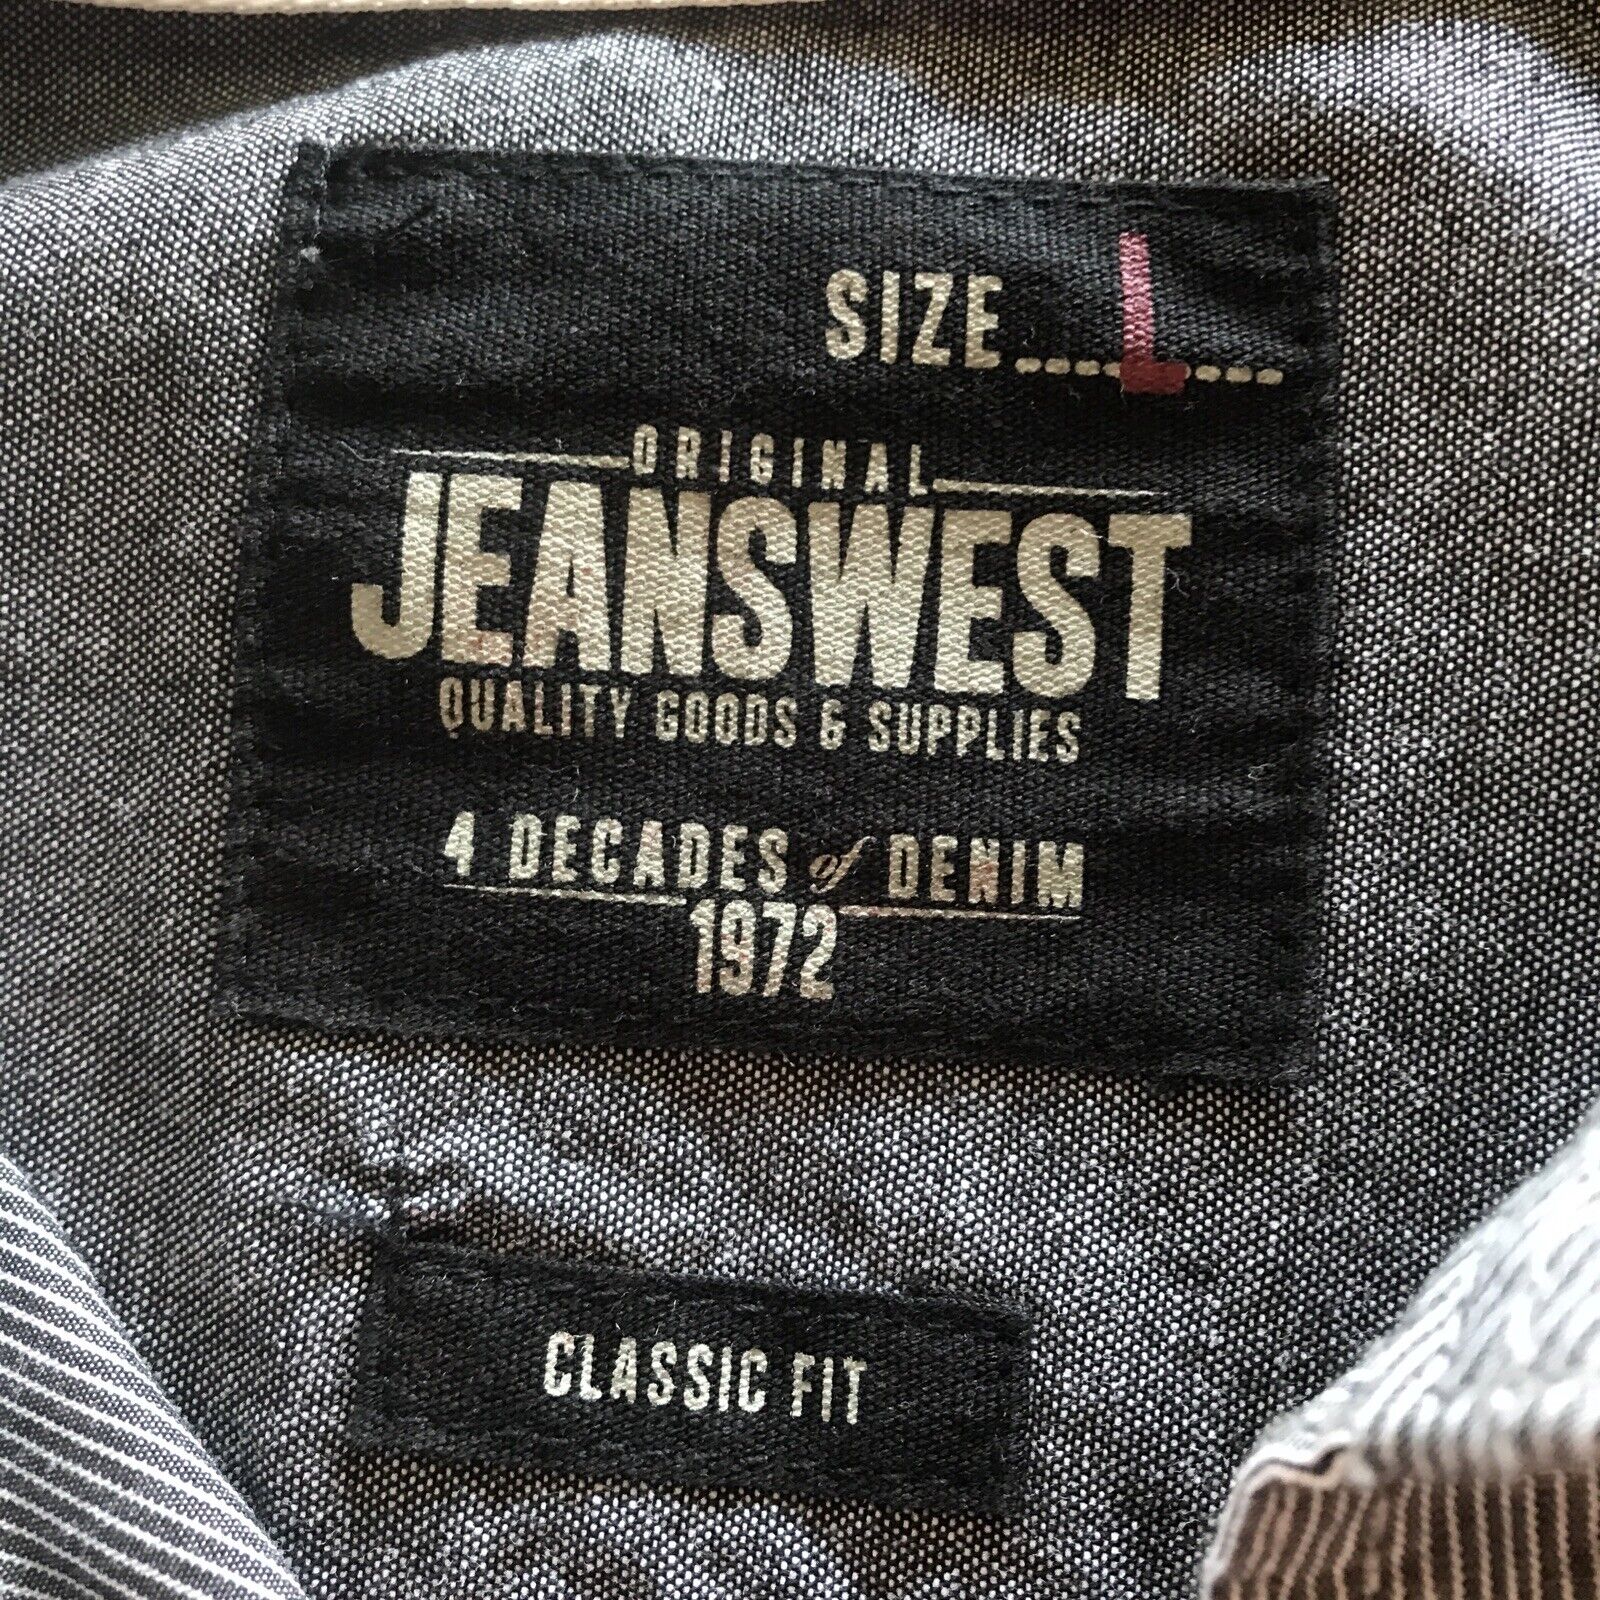 SIZE....L....
ORIGINAL
JEANSWEST
QUALITY GOODS & SUPPLIES
4 DECADES of DENIM
1972
CLASSIC FIT